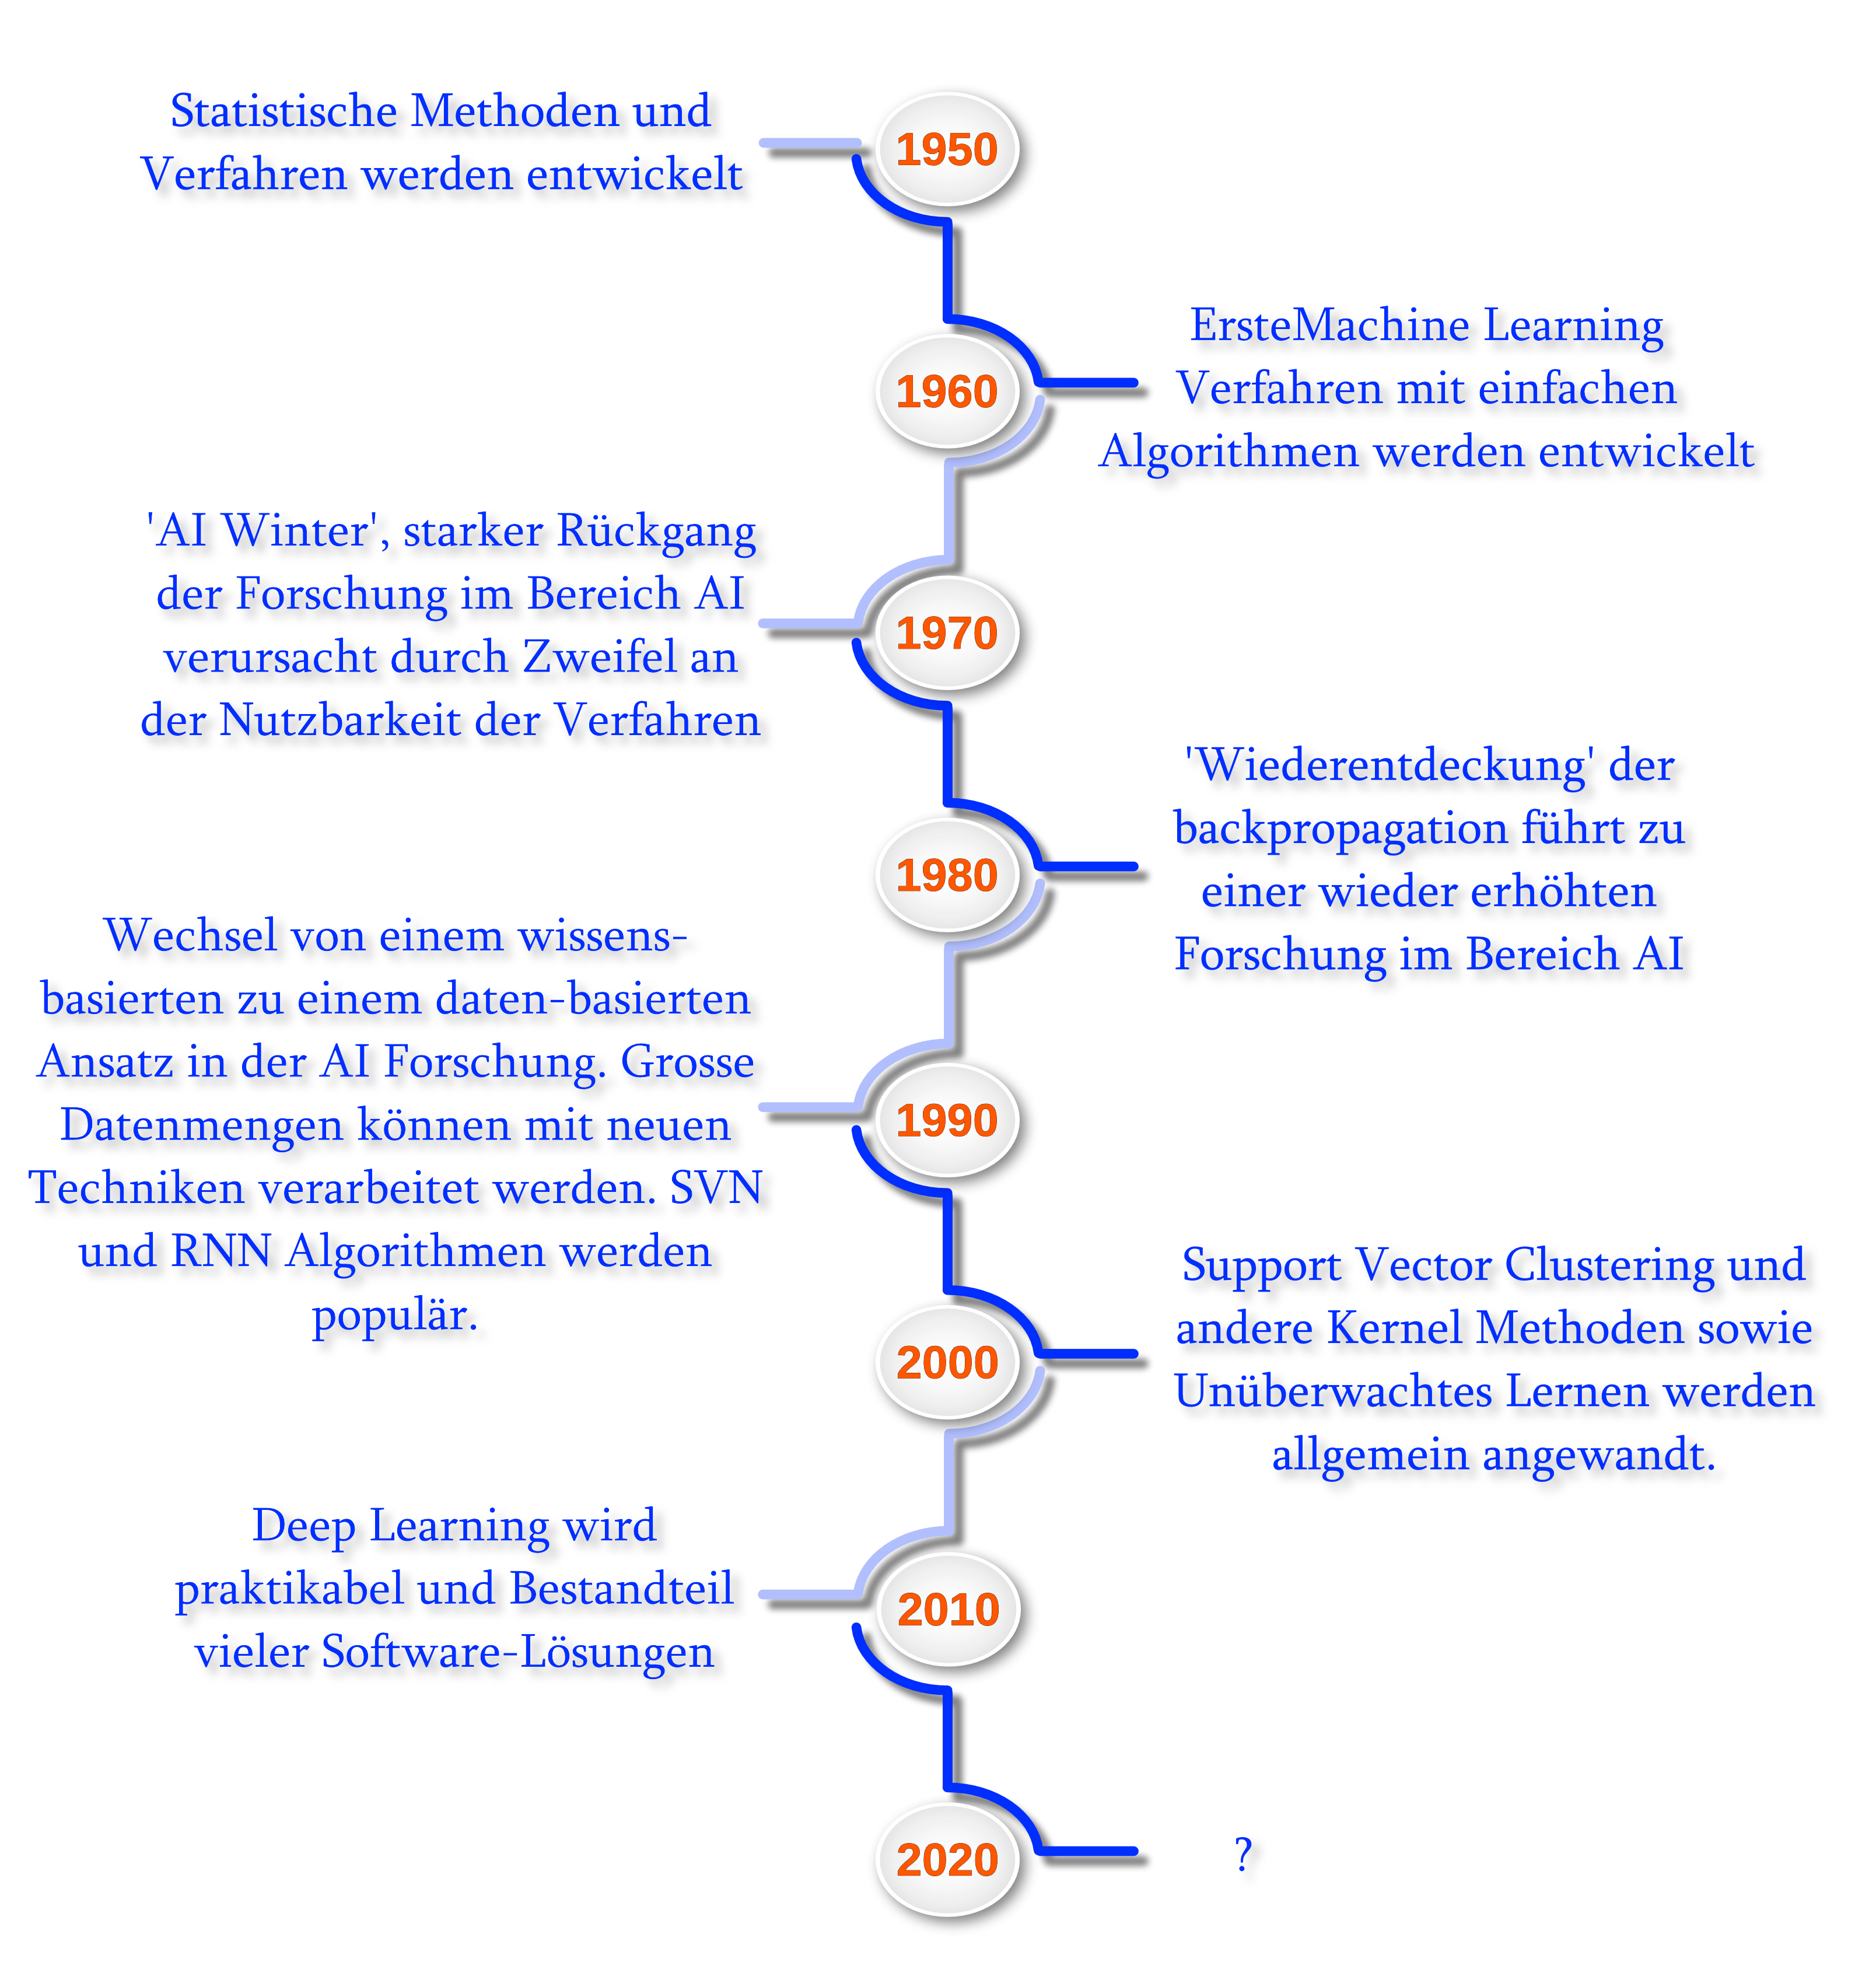 Statistische Methoden und
Verfahren werden entwickelt
1950
1960
ErsteMachine Learning
Verfahren mit einfachen
Algorithmen werden entwickelt
'AI Winter', starker Rückgang
der Forschung im Bereich AI
verursacht durch Zweifel an
der Nutzbarkeit der Verfahren
1970
1980
'Wiederentdeckung' der
backpropagation führt zu
einer wieder erhöhten
Forschung im Bereich AI
Wechsel von einem wissens-
basierten zu einem daten-basierten
Ansatz in der AI Forschung. Grosse
Datenmengen können mit neuen
Techniken verarbeitet werden. SVN
und RNN Algorithmen werden
populär.
1990
2000
Support Vector Clustering und
andere Kernel Methoden sowie
Unüberwachtes Lernen werden
allgemein angewandt.
Deep Learning wird
praktikabel und Bestandteil
vieler Software-Lösungen
2010
2020
?